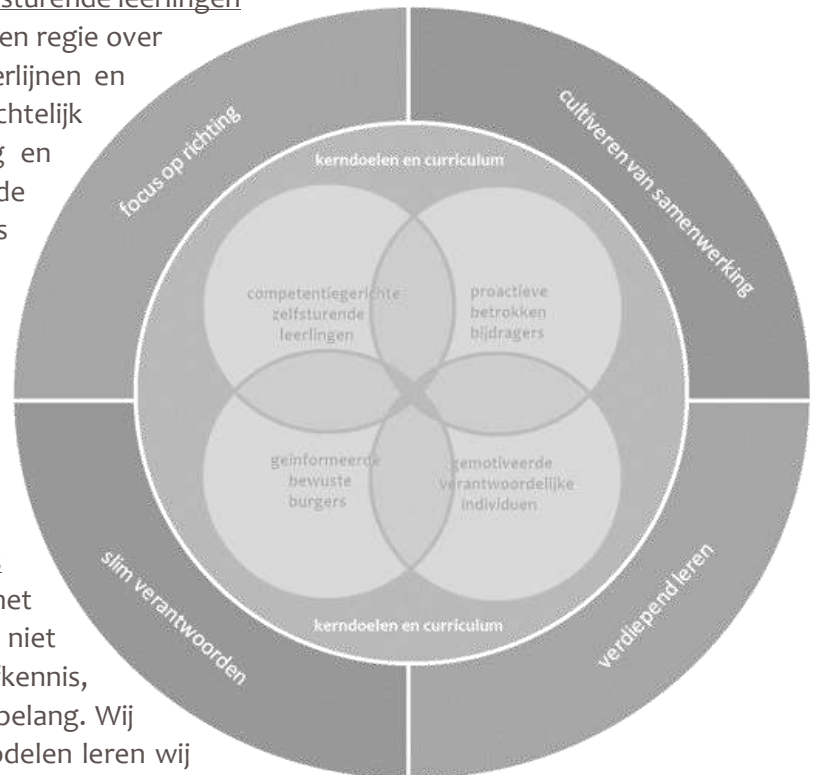 sturende leerlingen
en regie over
erlijnen en
chtelijk
g en
de
s
focus op richting
cultiveren van samenwerking
kerndoelen en curriculum
competentiegerichte
zelfsturende
leerlingen
proactieve
betrokken
bijdragers
geïnformeerde
bewuste
burgers
gemotiveerde
verantwoordelijke
individuen
kerndoelen en curriculum
slim verantwoorden
verdiepend leren
net
niet
fkennis,
belang. Wij
odelen leren wij